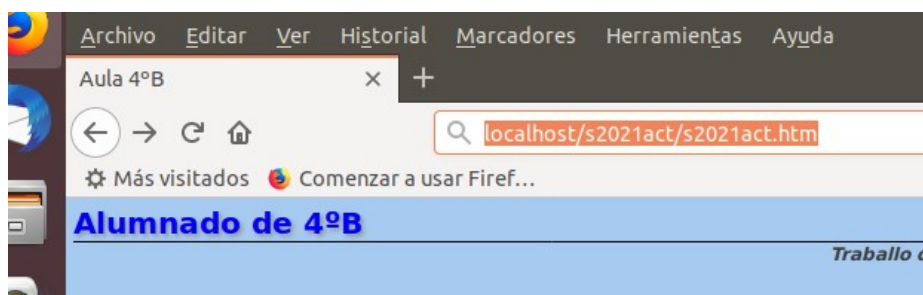 Archivo Editar Ver Historial Marcadores Herramientas Ayuda
Aula 4ºB
localhost/s2021act/s2021act.htm
Más visitados Comenzar a usar Firef...
Alumnado de 4ºB
Traballo